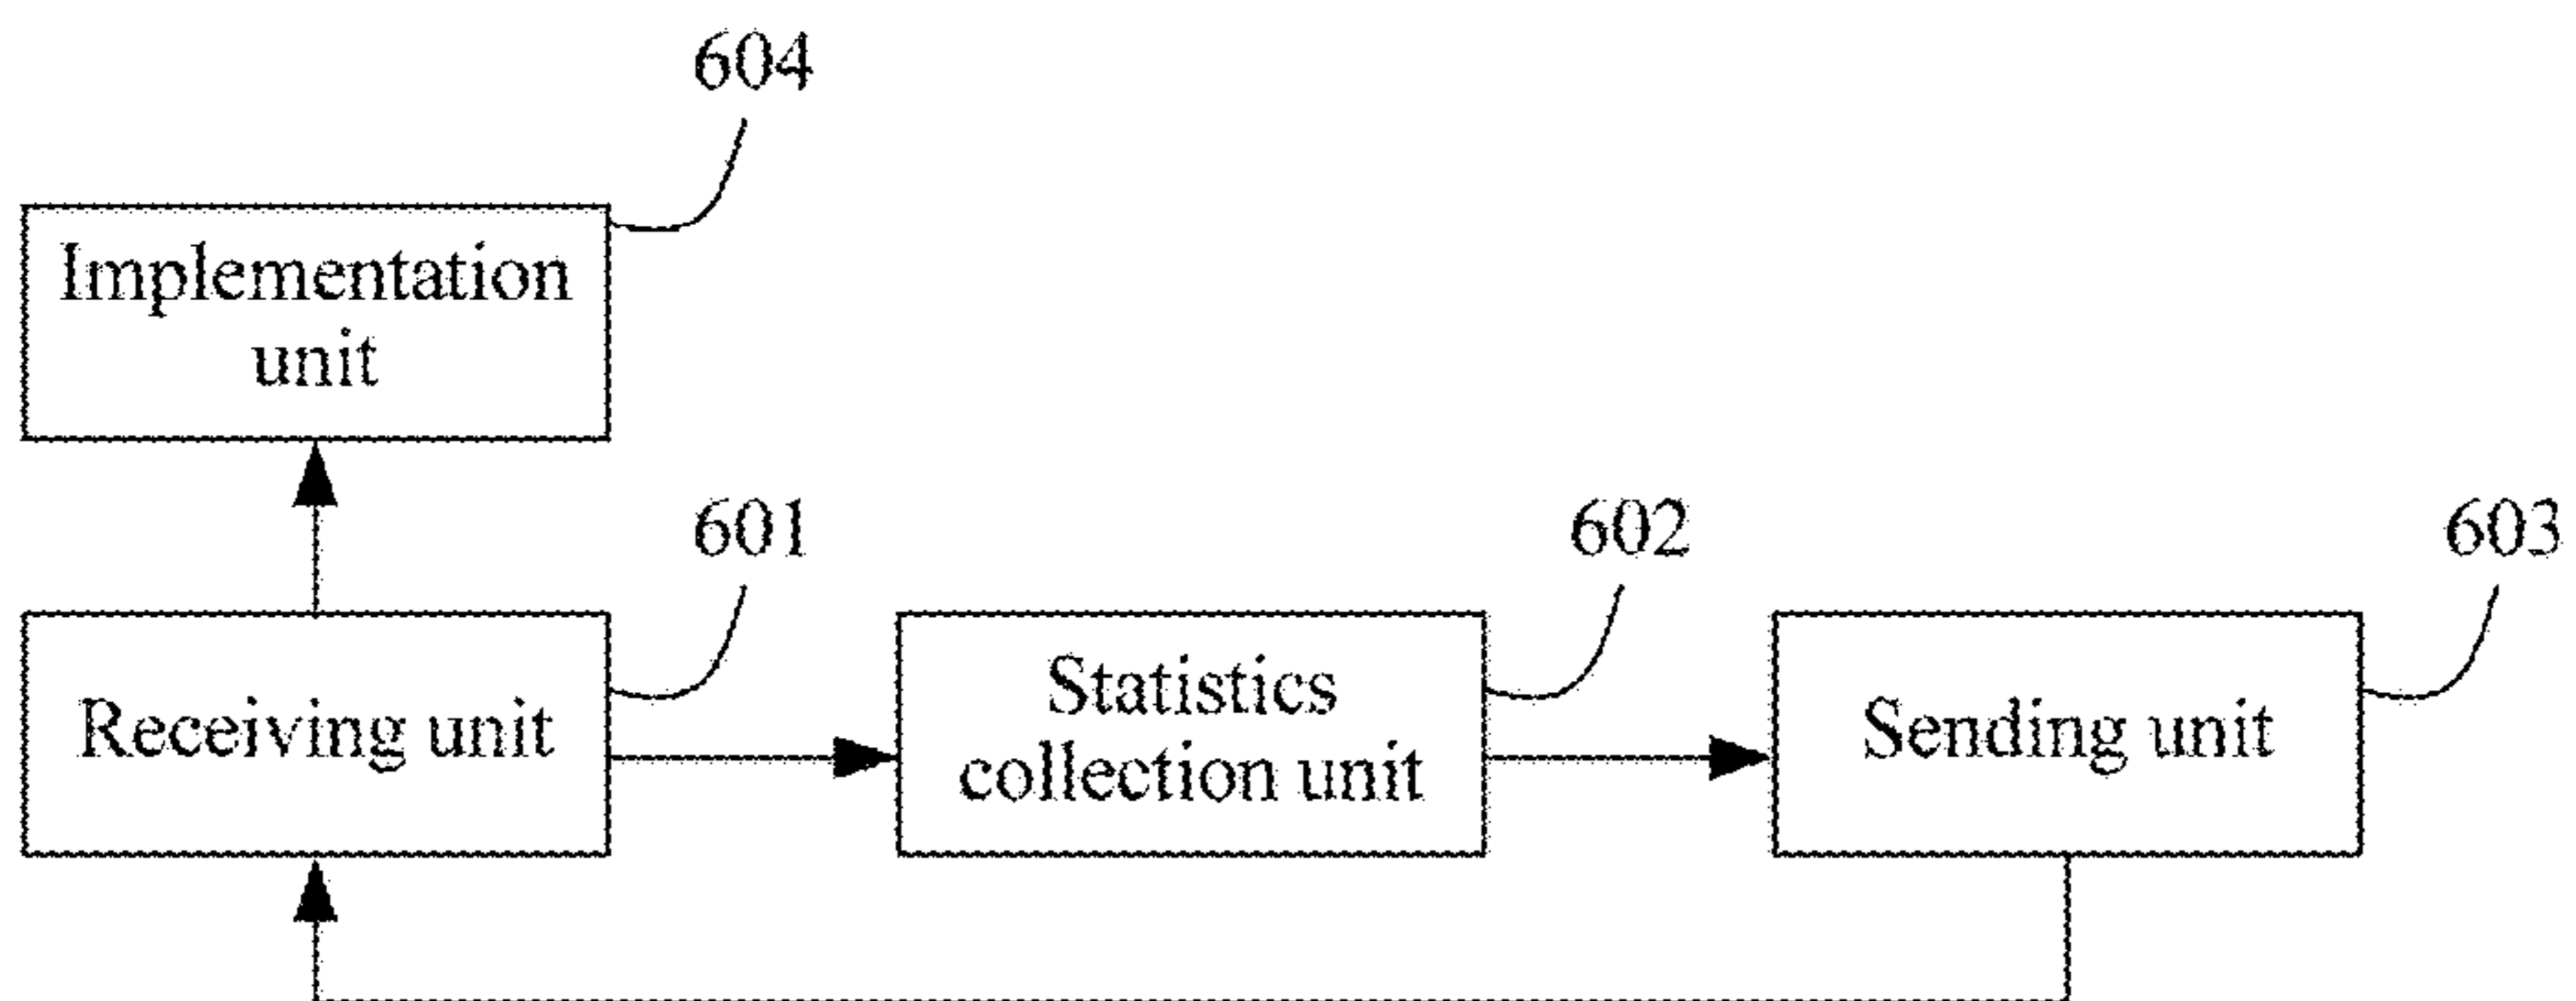 604
Implementation
unit
601
602
603
Receiving unit
Statistics
collection unit
Sending unit